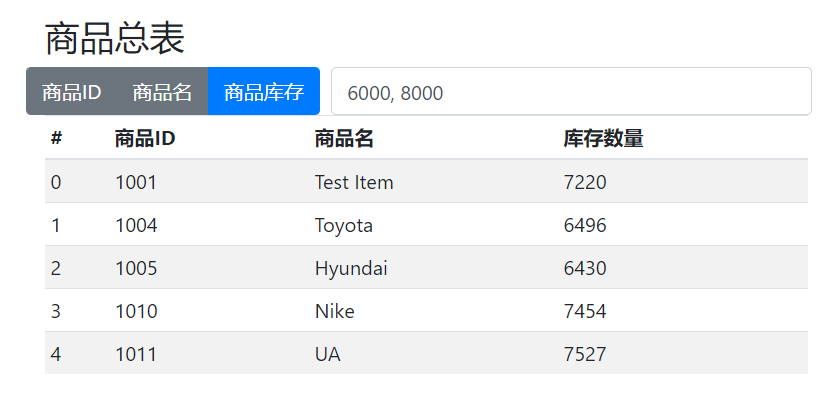 商品总表
商品ID 商品名 商品库存 6000, 8000
# 商品ID 商品名 库存数量
0 1001 Test Item 7220
1 1004 Toyota 6496
2 1005 Hyundai 6430
3 1010 Nike 7454
4 1011 UA 7527